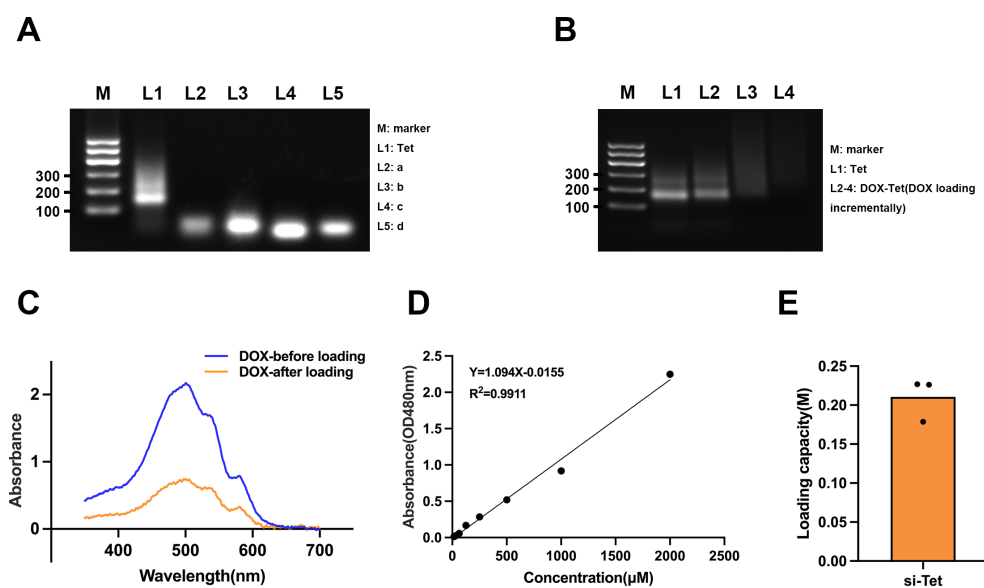 A
M L1 L2 L3 L4 L5
300
200
100
M: marker
L1: Tet
L2: a
L3: b
L4: c
L5: d
B
M L1 L2 L3 L4
300
200
100
M: marker
L1: Tet
L2-4: DOX-Tet(DOX loading
incrementally)
C
DOX-before loading
DOX-after loading
Absorbance
2
1
0
400 500 600 700
Wavelength(nm)
D
Y=1.094X-0.0155
R²=0.9911
Absorbance(OD480nm)
2.5
2.0
1.5
1.0
0.5
0.0
0 500 1000 1500 2000 2500
Concentration(μM)
E
Loading capacity(M)
0.25
0.20
0.15
0.10
0.05
0.00
si-Tet